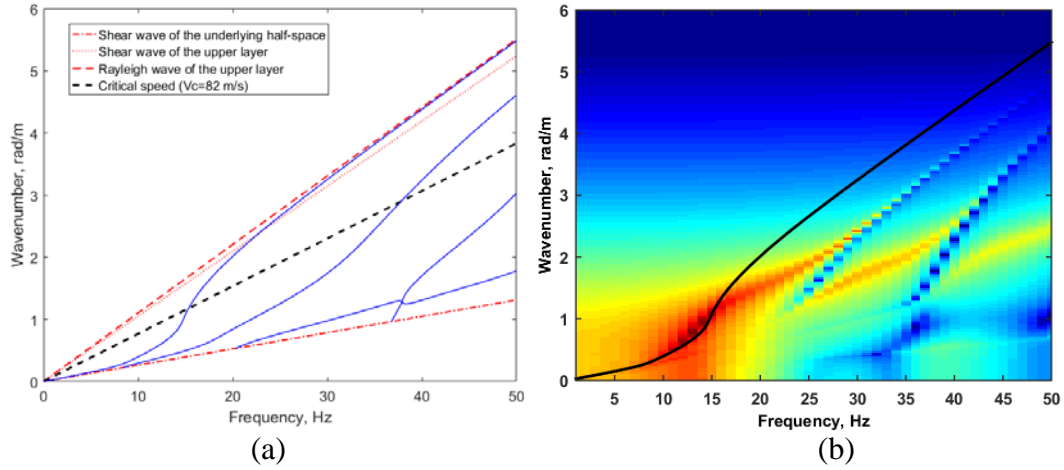 6
5
4
3
2
1
0
Wavenumber, rad/m
Shear wave of the underlying half-space
Shear wave of the upper layer
Rayleigh wave of the upper layer
Critical speed (Vc=82 m/s)
0 10 20 30 40 50
Frequency, Hz
(a)
6
5
4
3
2
1
0
Wavenumber, rad/m
5 10 15 20 25 30 35 40 45 50
Frequency, Hz
(b)